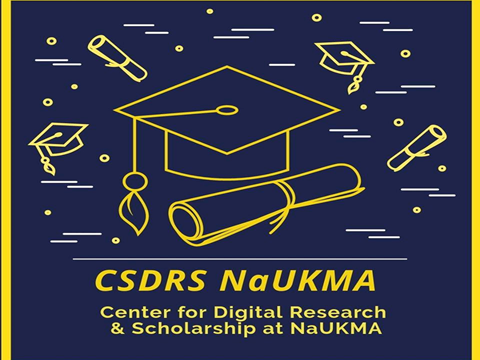 CSDRS NaUKMA
Center for Digital Research
& Scholarship at NaUKMA